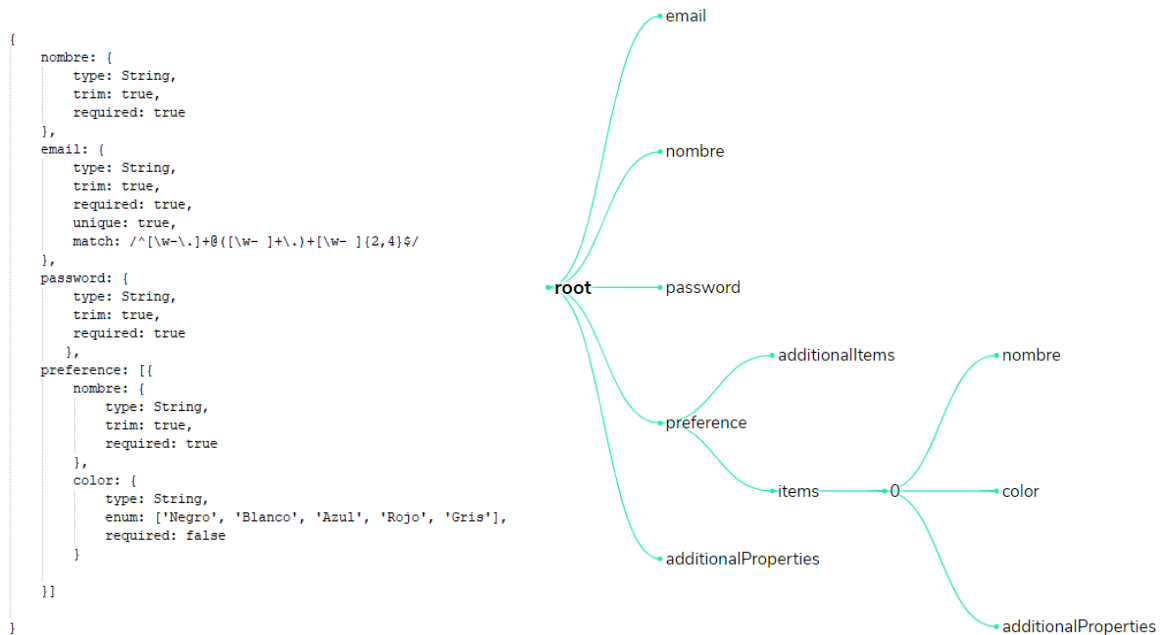 {
    nombre: {
        type: String,
        trim: true,
        required: true
    },
    email: {
        type: String,
        trim: true,
        required: true,
        unique: true,
        match: /^[\w-\.]+@([\w- ]+\.)+[\w- ]{2,4}$/
    },
    password: {
        type: String,
        trim: true,
        required: true
       },
    preference: [{
        nombre: {
            type: String,
            trim: true,
            required: true
        },
        color: {
            type: String,
            enum: ['Negro', 'Blanco', 'Azul', 'Rojo', 'Gris'],
            required: false
        }
    }]
}
email
nombre
root
password
additionalItems
nombre
preference
items
0
color
additionalProperties
additionalProperties